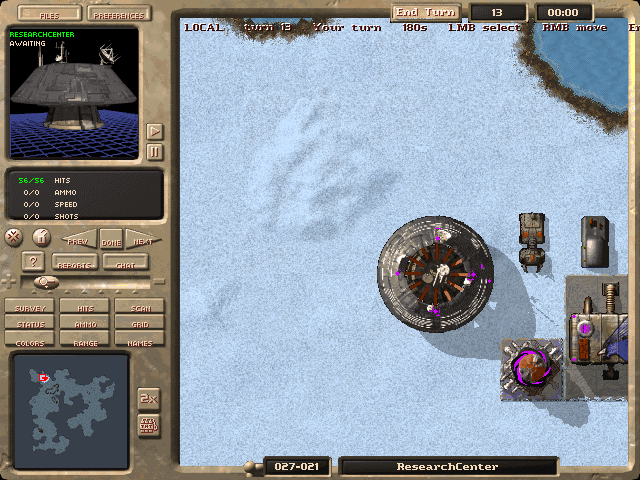 FILES
PREFERENCES
End Turn
13
00:00
LOCAL turn 13 Your turn 180s LMB select RMB move
RESEARCHCENTER
AWAITING
56/56 HITS
0/0 AMMO
0/0 SPEED
0/0 SHOTS
PREV
DONE
NEXT
?
REPORTS
CHAT
SURVEY
HITS
SCAN
STATUS
AMMO
GRID
COLORS
RANGE
NAMES
2x
027-021
ResearchCenter